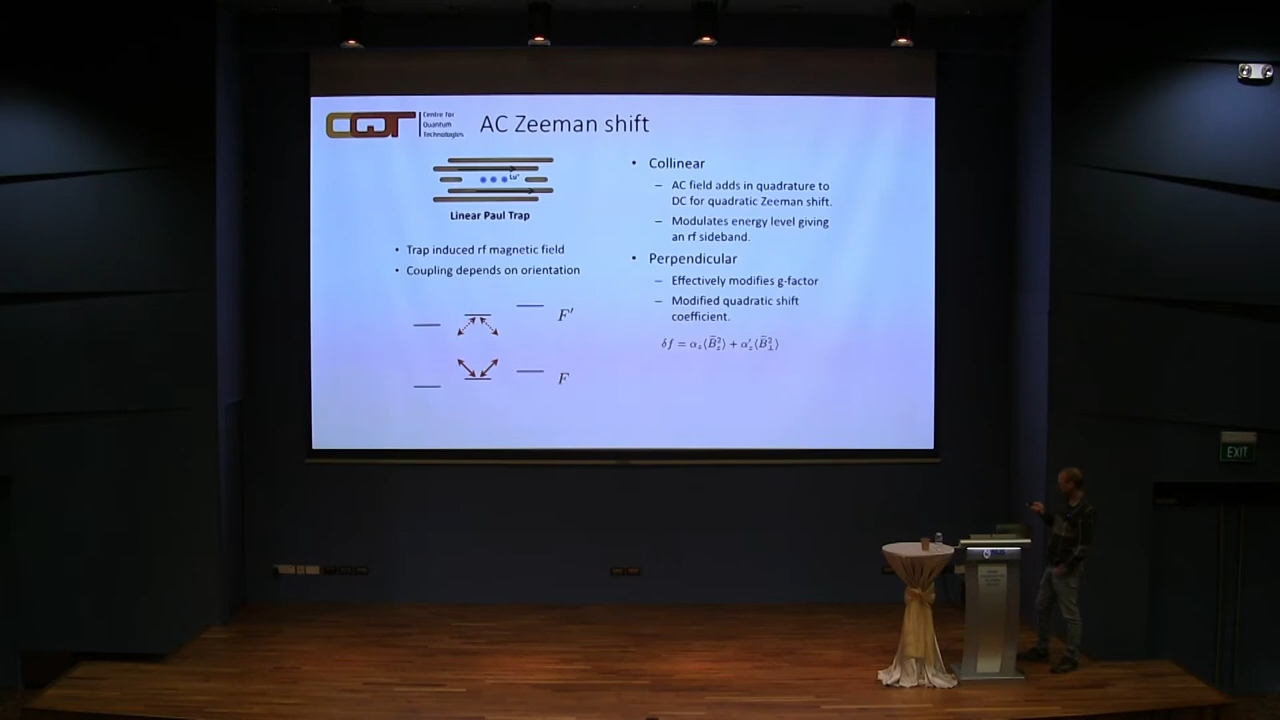 CQT
Centre for
Quantum
Technologies
AC Zeeman shift
Lu⁺
Linear Paul Trap
• Trap induced rf magnetic field
• Coupling depends on orientation
F′
F
• Collinear
– AC field adds in quadrature to
DC for quadratic Zeeman shift.
– Modulates energy level giving
an rf sideband.
• Perpendicular
– Effectively modifies g-factor
– Modified quadratic shift
coefficient.
δf = α_z⟨B̃_z²⟩ + α′_z⟨B̃_⊥²⟩
EXIT